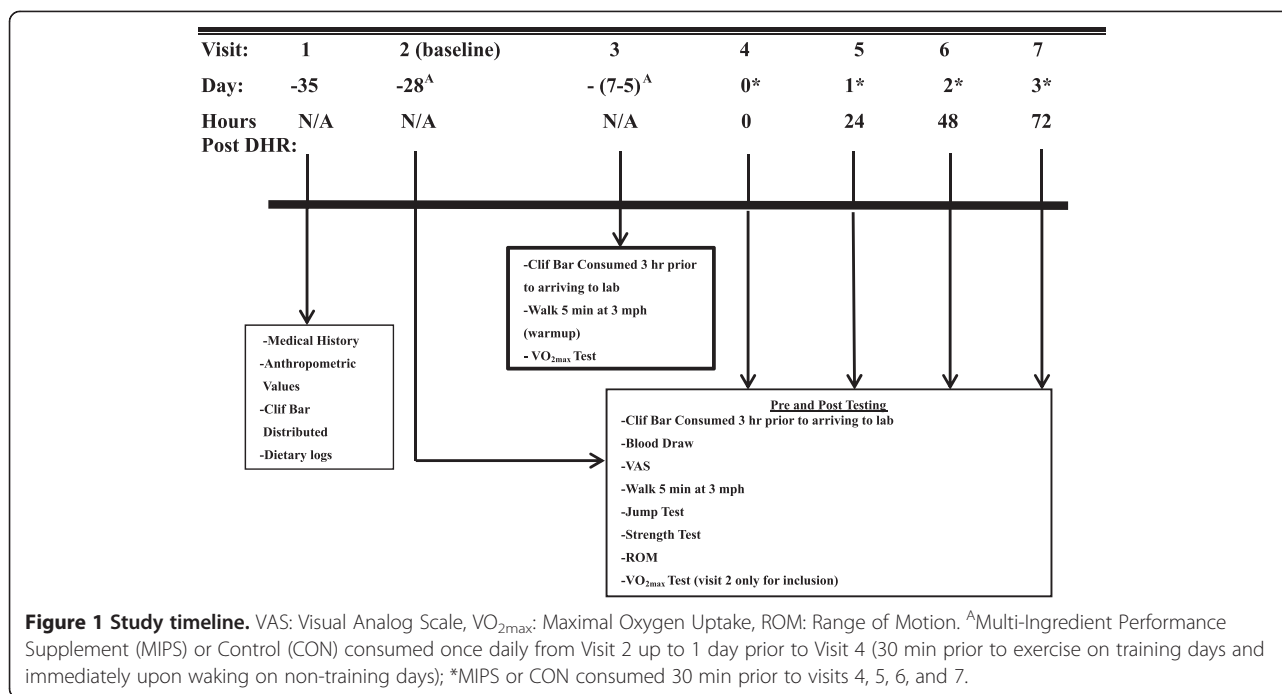 Visit: 1 2 (baseline) 3 4 5 6 7
Day: -35 -28ᴬ - (7-5)ᴬ 0* 1* 2* 3*
Hours N/A N/A N/A 0 24 48 72
Post DHR:
-Clif Bar Consumed 3 hr prior
to arriving to lab
-Walk 5 min at 3 mph
(warmup)
- VO₂max Test
-Medical History
-Anthropometric
Values
-Clif Bar
Distributed
-Dietary logs
Pre and Post Testing
-Clif Bar Consumed 3 hr prior to arriving to lab
-Blood Draw
-VAS
-Walk 5 min at 3 mph
-Jump Test
-Strength Test
-ROM
-VO₂max Test (visit 2 only for inclusion)
Figure 1 Study timeline. VAS: Visual Analog Scale, VO₂max: Maximal Oxygen Uptake, ROM: Range of Motion. ᴬMulti-Ingredient Performance
Supplement (MIPS) or Control (CON) consumed once daily from Visit 2 up to 1 day prior to Visit 4 (30 min prior to exercise on training days and
immediately upon waking on non-training days); *MIPS or CON consumed 30 min prior to visits 4, 5, 6, and 7.